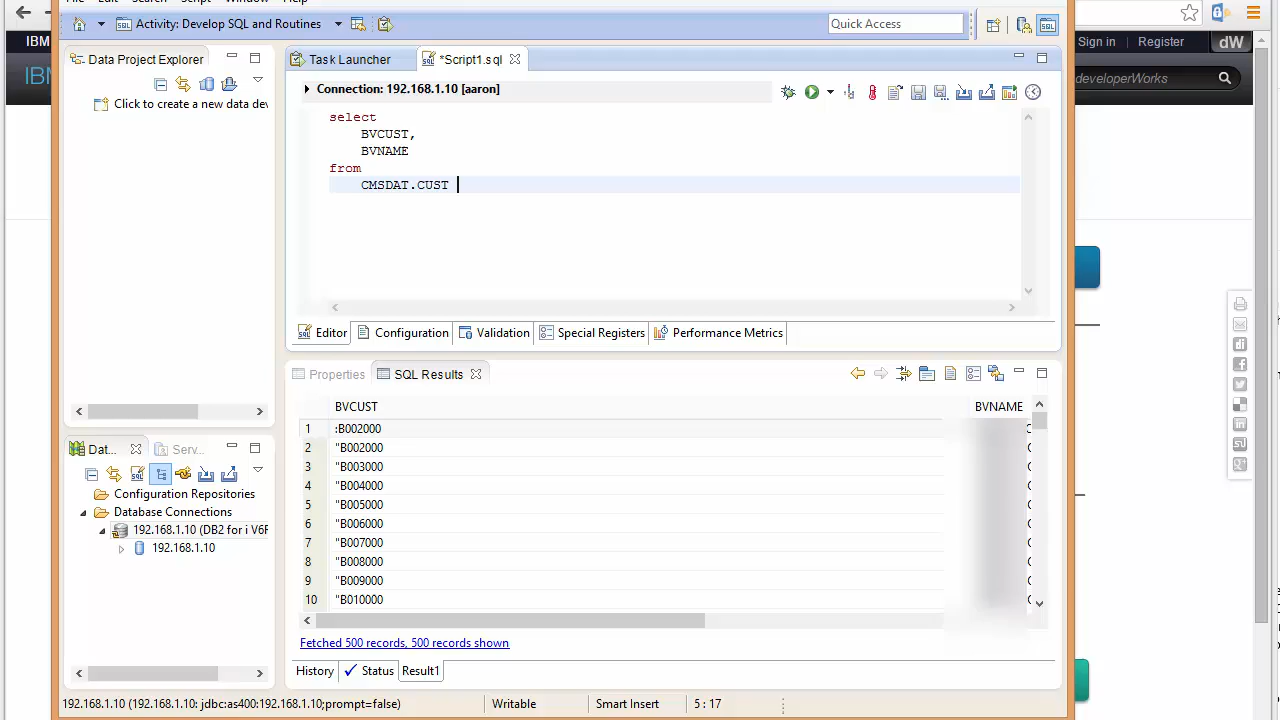 Edit Search Script Window Help
IBM
Activity: Develop SQL and Routines
SQL
Quick Access
SQL
Sign in
Register
dW
IBM
developerWorks
Data Project Explorer
Click to create a new data dev
Task Launcher
*Script1.sql
Connection: 192.168.1.10 [aaron]
select
BVCUST,
BVNAME
from
CMSDAT.CUST
Editor
Configuration
Validation
Special Registers
Performance Metrics
Properties
SQL Results
BVCUST
BVNAME
1 :B002000
2 "B002000
3 "B003000
4 "B004000
5 "B005000
6 "B006000
7 "B007000
8 "B008000
9 "B009000
10 "B010000
Fetched 500 records, 500 records shown
History
Status
Result1
Dat...
Serv...
Configuration Repositories
Database Connections
192.168.1.10 (DB2 for i V6R
192.168.1.10
192.168.1.10 (192.168.1.10: jdbc:as400:192.168.1.10;prompt=false)
Writable
Smart Insert
5 : 17